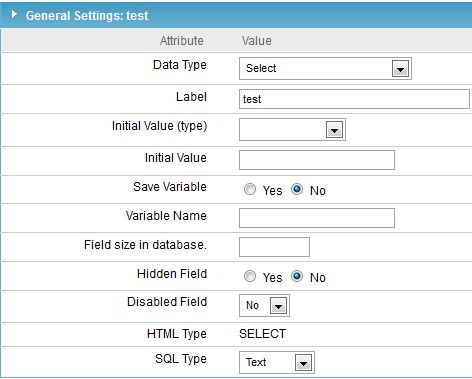 General Settings: test
Attribute Value
Data Type Select
Label test
Initial Value (type)
Initial Value
Save Variable Yes No
Variable Name
Field size in database.
Hidden Field Yes No
Disabled Field No
HTML Type SELECT
SQL Type Text